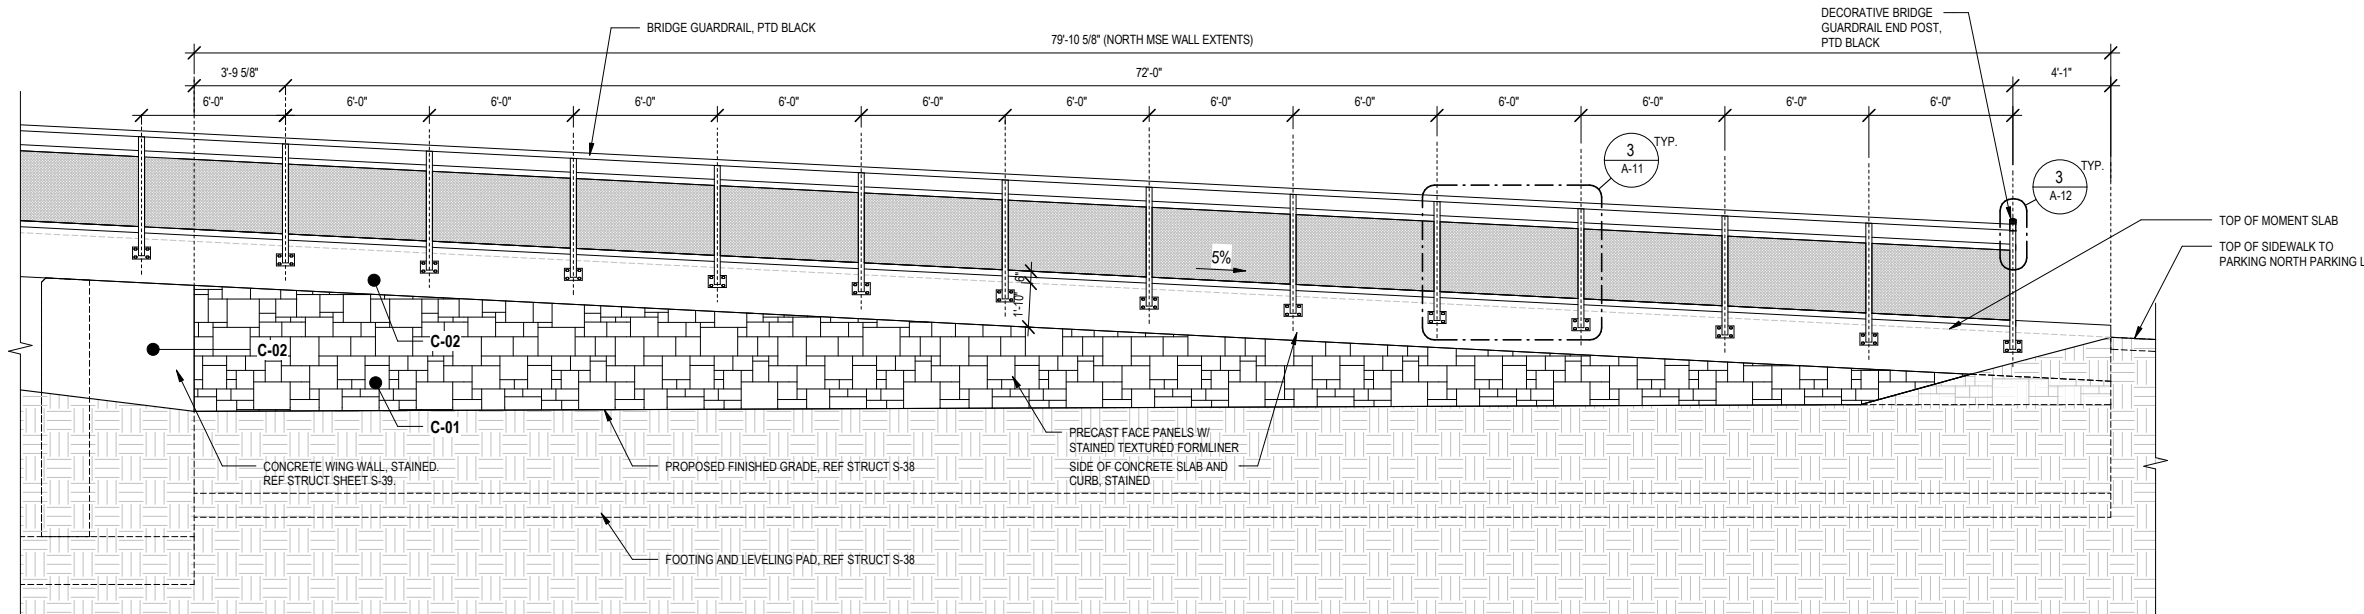 BRIDGE GUARDRAIL, PTD BLACK
79'-10 5/8" (NORTH MSE WALL EXTENTS)
DECORATIVE BRIDGE
GUARDRAIL END POST,
PTD BLACK
3'-9 5/8"
72'-0"
4'-1"
6'-0"
6'-0"
6'-0"
6'-0"
6'-0"
6'-0"
6'-0"
6'-0"
6'-0"
6'-0"
6'-0"
6'-0"
6'-0"
3
A-11
TYP.
3
A-12
TYP.
TOP OF MOMENT SLAB
TOP OF SIDEWALK TO
PARKING NORTH PARKING L
5%
6"
1'-10"
C-02
C-02
C-01
CONCRETE WING WALL, STAINED.
REF STRUCT SHEET S-39.
PROPOSED FINISHED GRADE, REF STRUCT S-38
PRECAST FACE PANELS W/
STAINED TEXTURED FORMLINER
SIDE OF CONCRETE SLAB AND
CURB, STAINED
FOOTING AND LEVELING PAD, REF STRUCT S-38